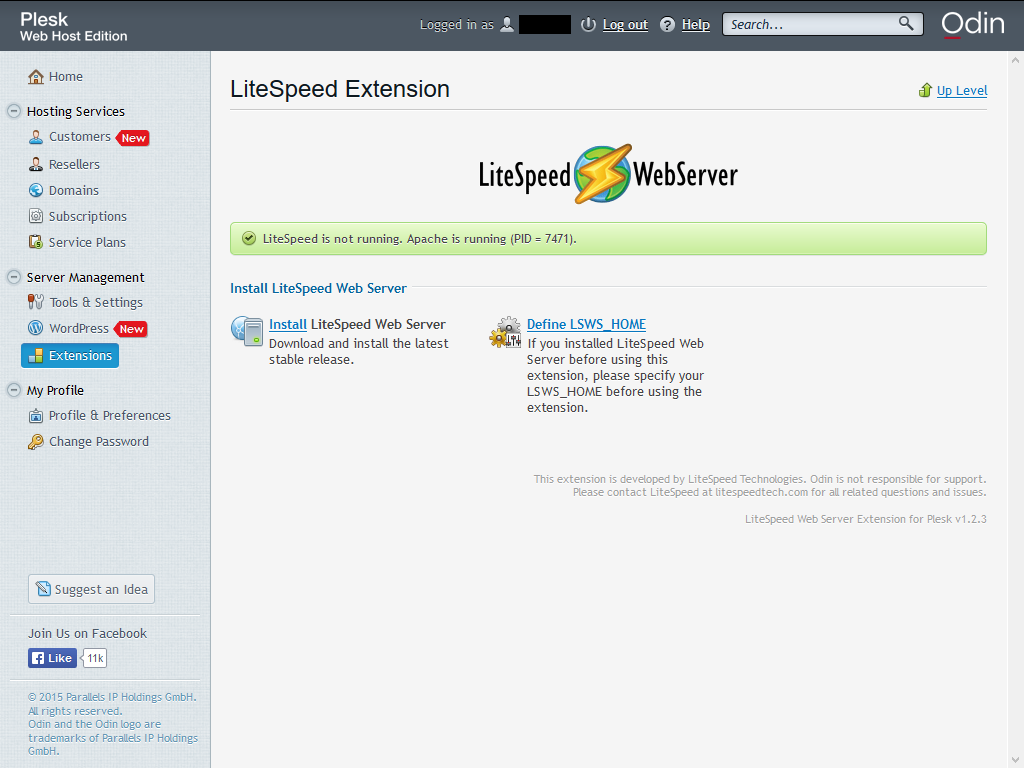 Plesk
Web Host Edition
Logged in as
Log out
Help
Search...
Odin
Home
Hosting Services
Customers New
Resellers
Domains
Subscriptions
Service Plans
Server Management
Tools & Settings
WordPress New
Extensions
My Profile
Profile & Preferences
Change Password
Suggest an Idea
Join Us on Facebook
Like 11k
© 2015 Parallels IP Holdings GmbH.
All rights reserved.
Odin and the Odin logo are
trademarks of Parallels IP Holdings
GmbH.
LiteSpeed Extension
Up Level
LiteSpeed WebServer
LiteSpeed is not running. Apache is running (PID = 7471).
Install LiteSpeed Web Server
Install LiteSpeed Web Server
Download and install the latest
stable release.
Define LSWS_HOME
If you installed LiteSpeed Web
Server before using this
extension, please specify your
LSWS_HOME before using the
extension.
This extension is developed by LiteSpeed Technologies. Odin is not responsible for support.
Please contact LiteSpeed at litespeedtech.com for all related questions and issues.
LiteSpeed Web Server Extension for Plesk v1.2.3